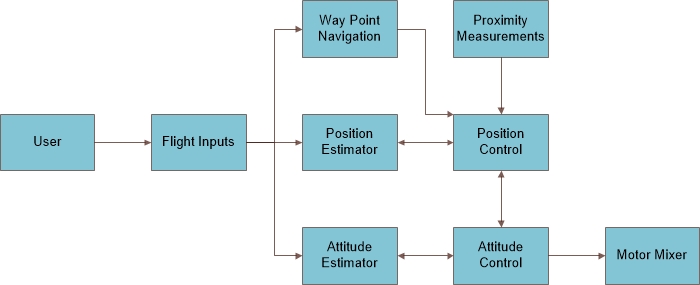 Way Point
Navigation
Proximity
Measurements
User
Flight Inputs
Position
Estimator
Position
Control
Attitude
Estimator
Attitude
Control
Motor Mixer